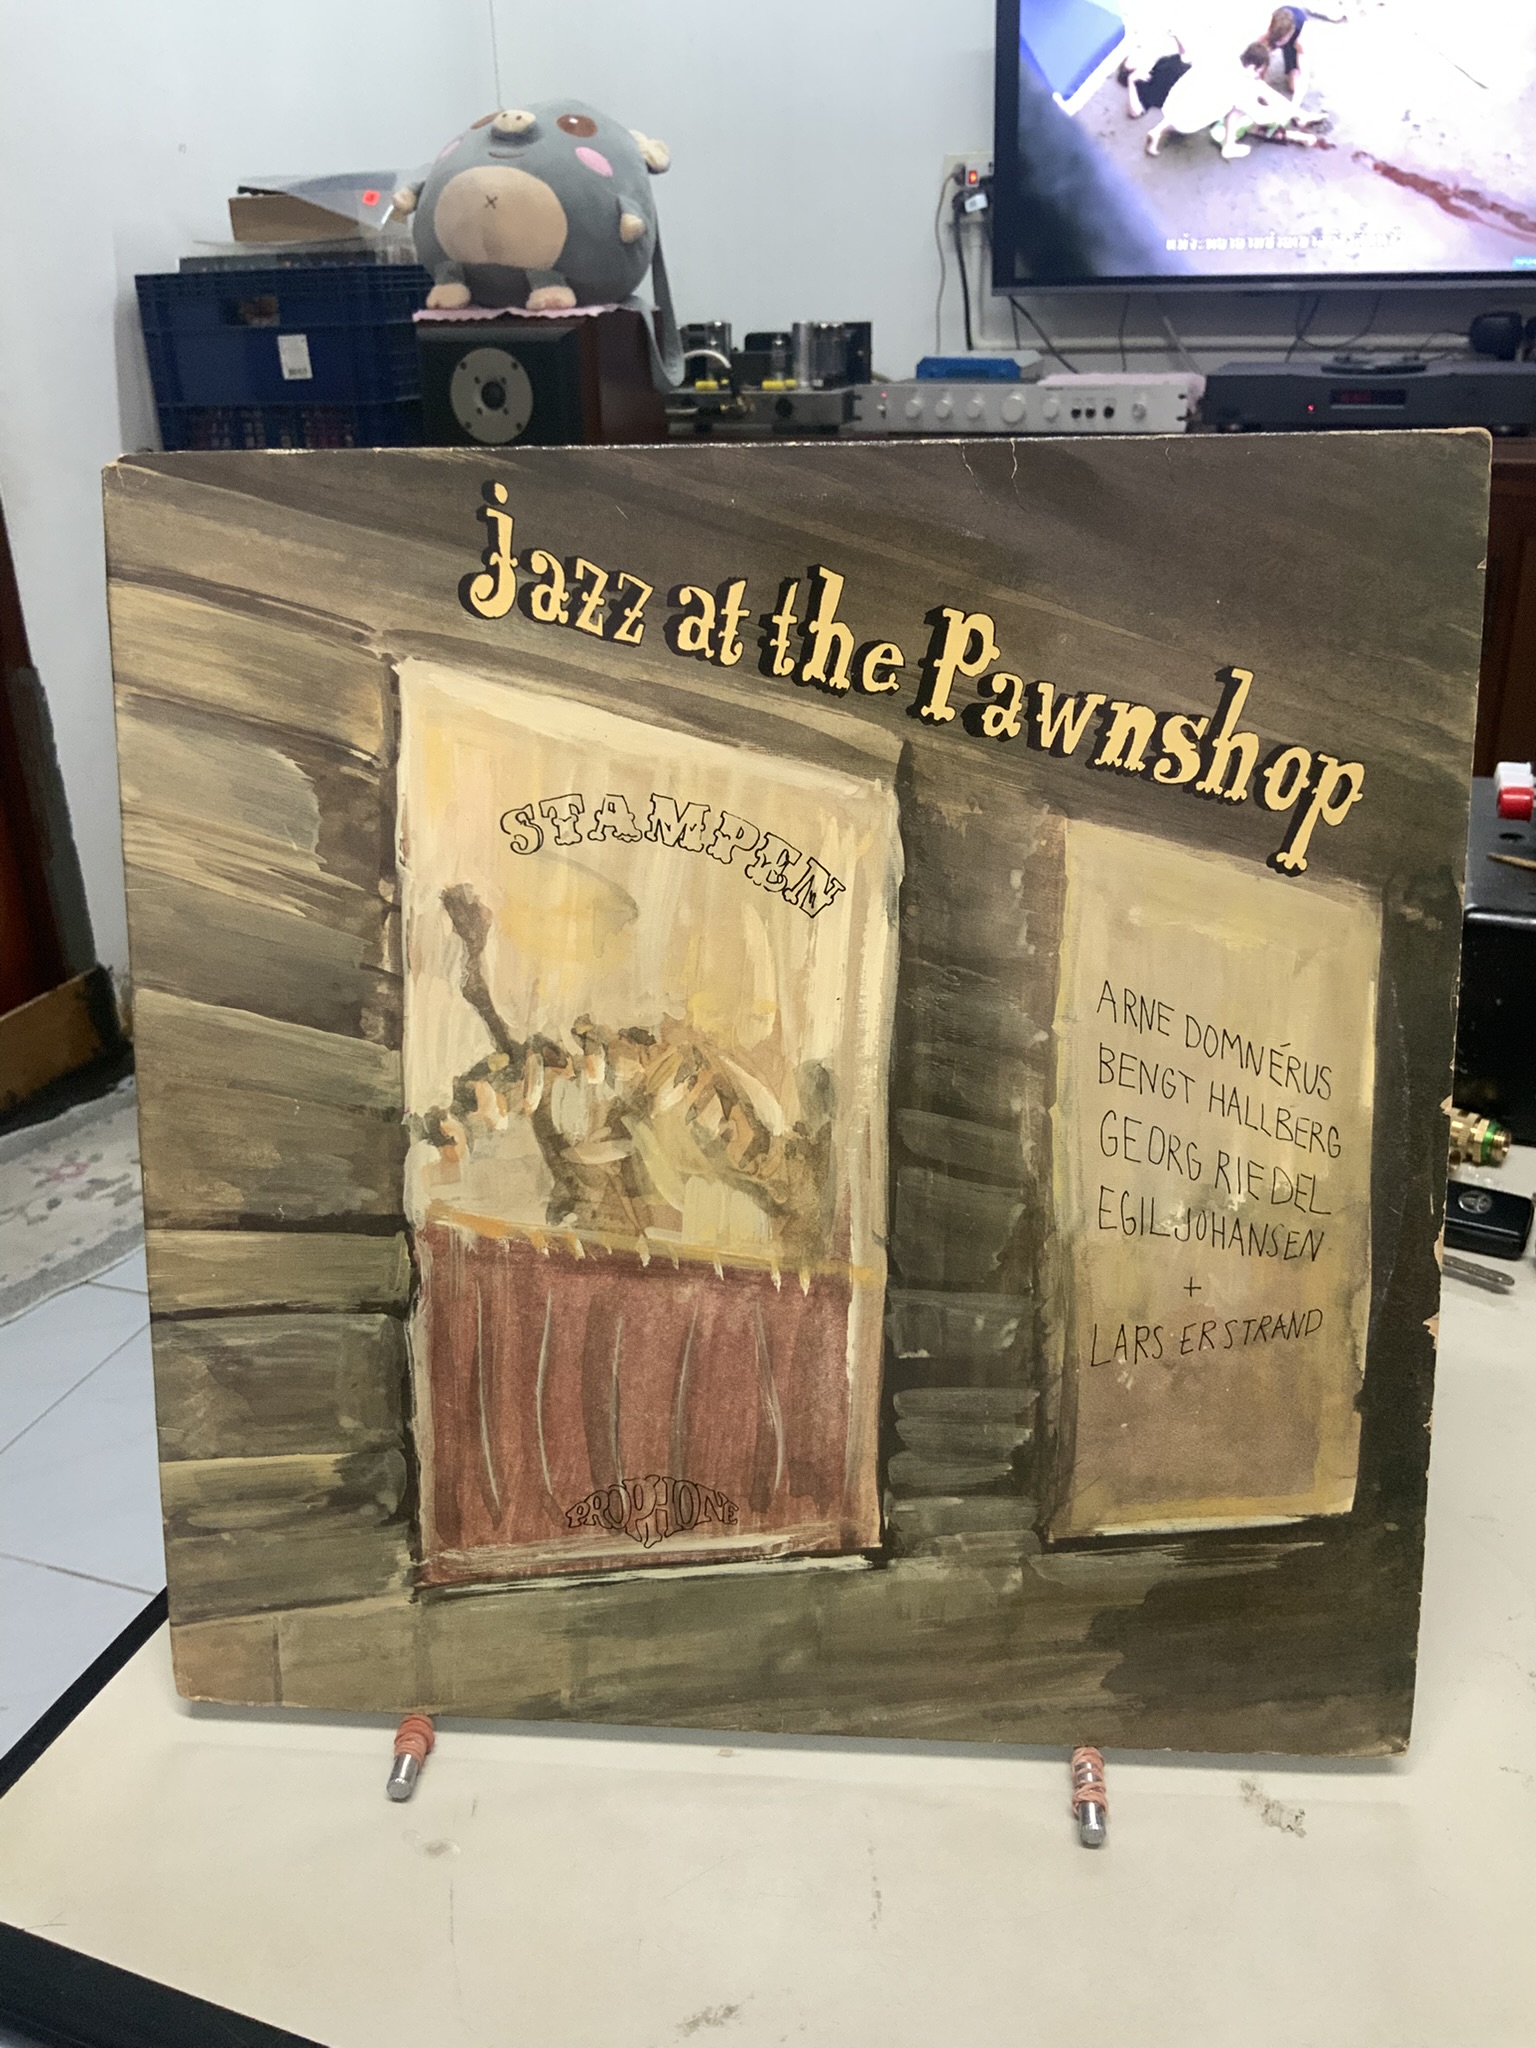 jazz at the Pawnshop
STAMPEN
ARNE DOMNÉRUS
BENGT HALLBERG
GEORG RIEDEL
EGIL JOHANSEN
+
LARS ERSTRAND
PROPHONE